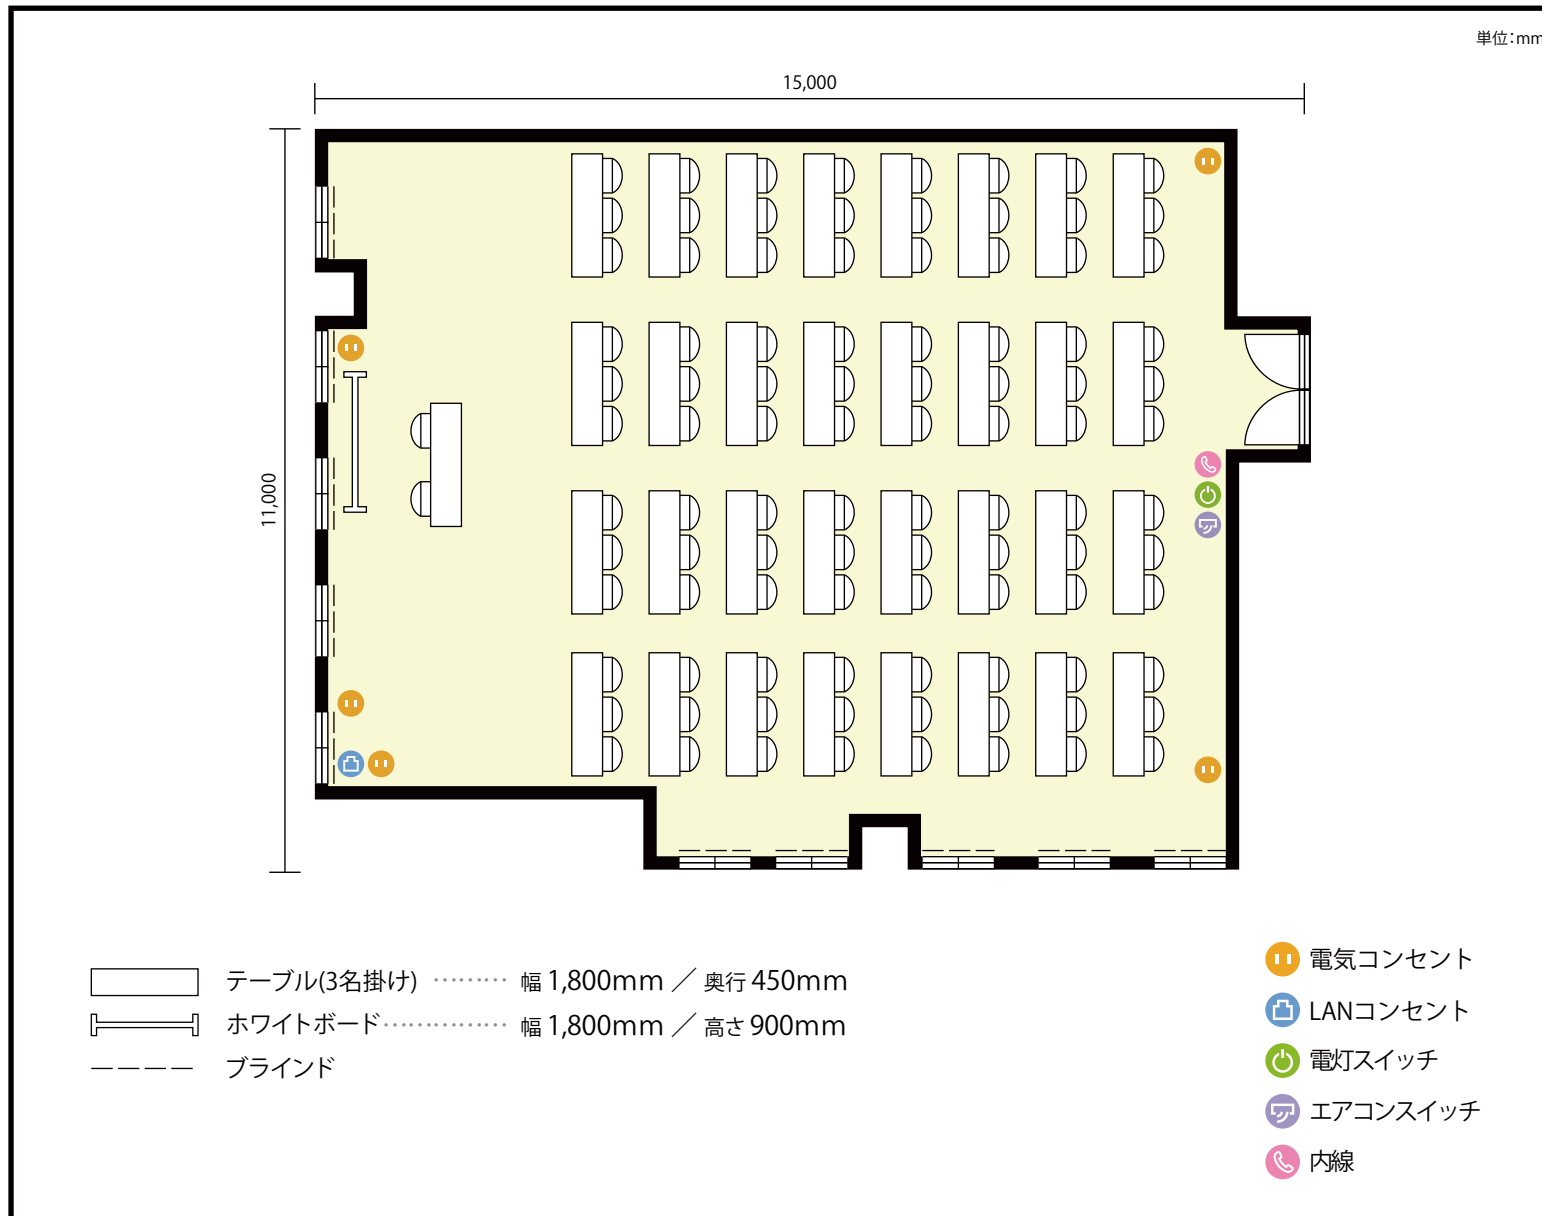 単位：mm
15,000
11,000
テーブル(3名掛け) ……… 幅 1,800mm ／ 奥行 450mm
ホワイトボード …………… 幅 1,800mm ／ 高さ 900mm
ブラインド
電気コンセント
LANコンセント
電灯スイッチ
エアコンスイッチ
内線